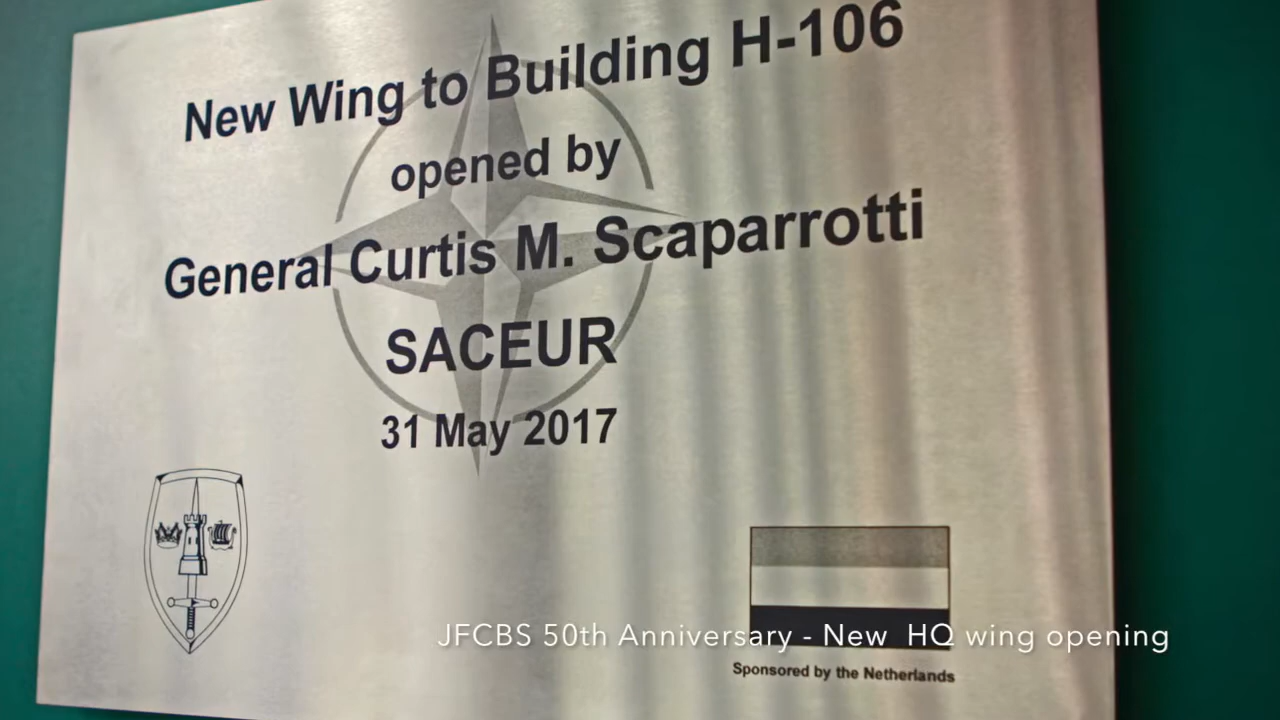 New Wing to Building H-106
opened by
General Curtis M. Scaparrotti
SACEUR
31 May 2017
JFCBS 50th Anniversary - New HQ wing opening
Sponsored by the Netherlands